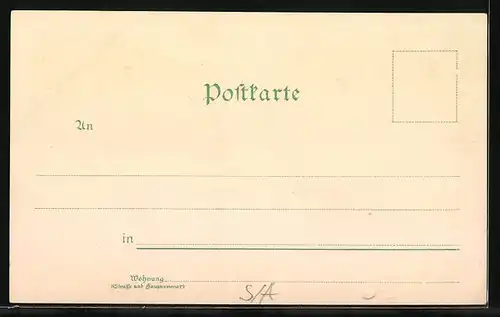 Postkarte
An
in
Wohnung
(Straße und Hausnummer)
S/A